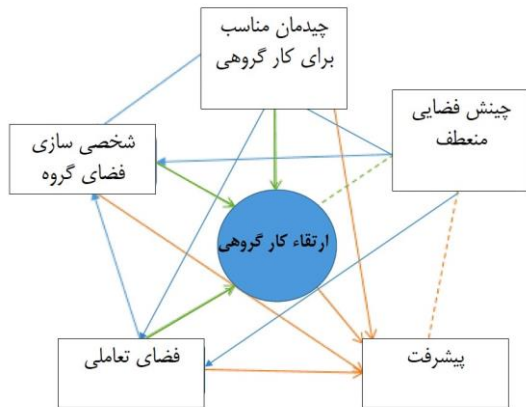 چیدمان مناسب
برای کار گروهی
چینش فضایی
منعطف
شخصی سازی
فضای گروه
ارتقاء کار گروهی
فضای تعاملی
پیشرفت